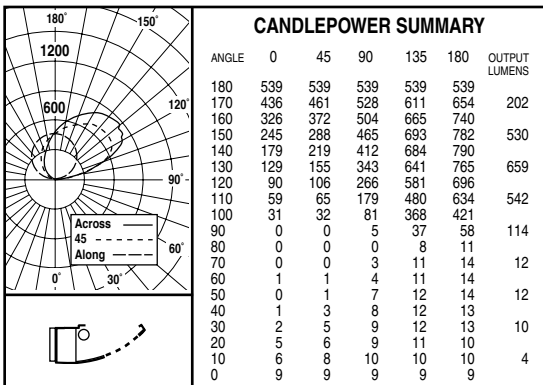 180° 150°
1200
600
120°
90°
60°
0° 30°
Across
45
Along
CANDLEPOWER SUMMARY
ANGLE 0 45 90 135 180 OUTPUT
LUMENS
180 539 539 539 539 539
170 436 461 528 611 654 202
160 326 372 504 665 740
150 245 288 465 693 782 530
140 179 219 412 684 790
130 129 155 343 641 765 659
120 90 106 266 581 696
110 59 65 179 480 634 542
100 31 32 81 368 421
90 0 0 5 37 58 114
80 0 0 0 8 11
70 0 0 3 11 14 12
60 1 1 4 11 14
50 0 1 7 12 14 12
40 1 3 8 12 13
30 2 5 9 12 13 10
20 5 6 9 11 10
10 6 8 10 10 10 4
0 9 9 9 9 9